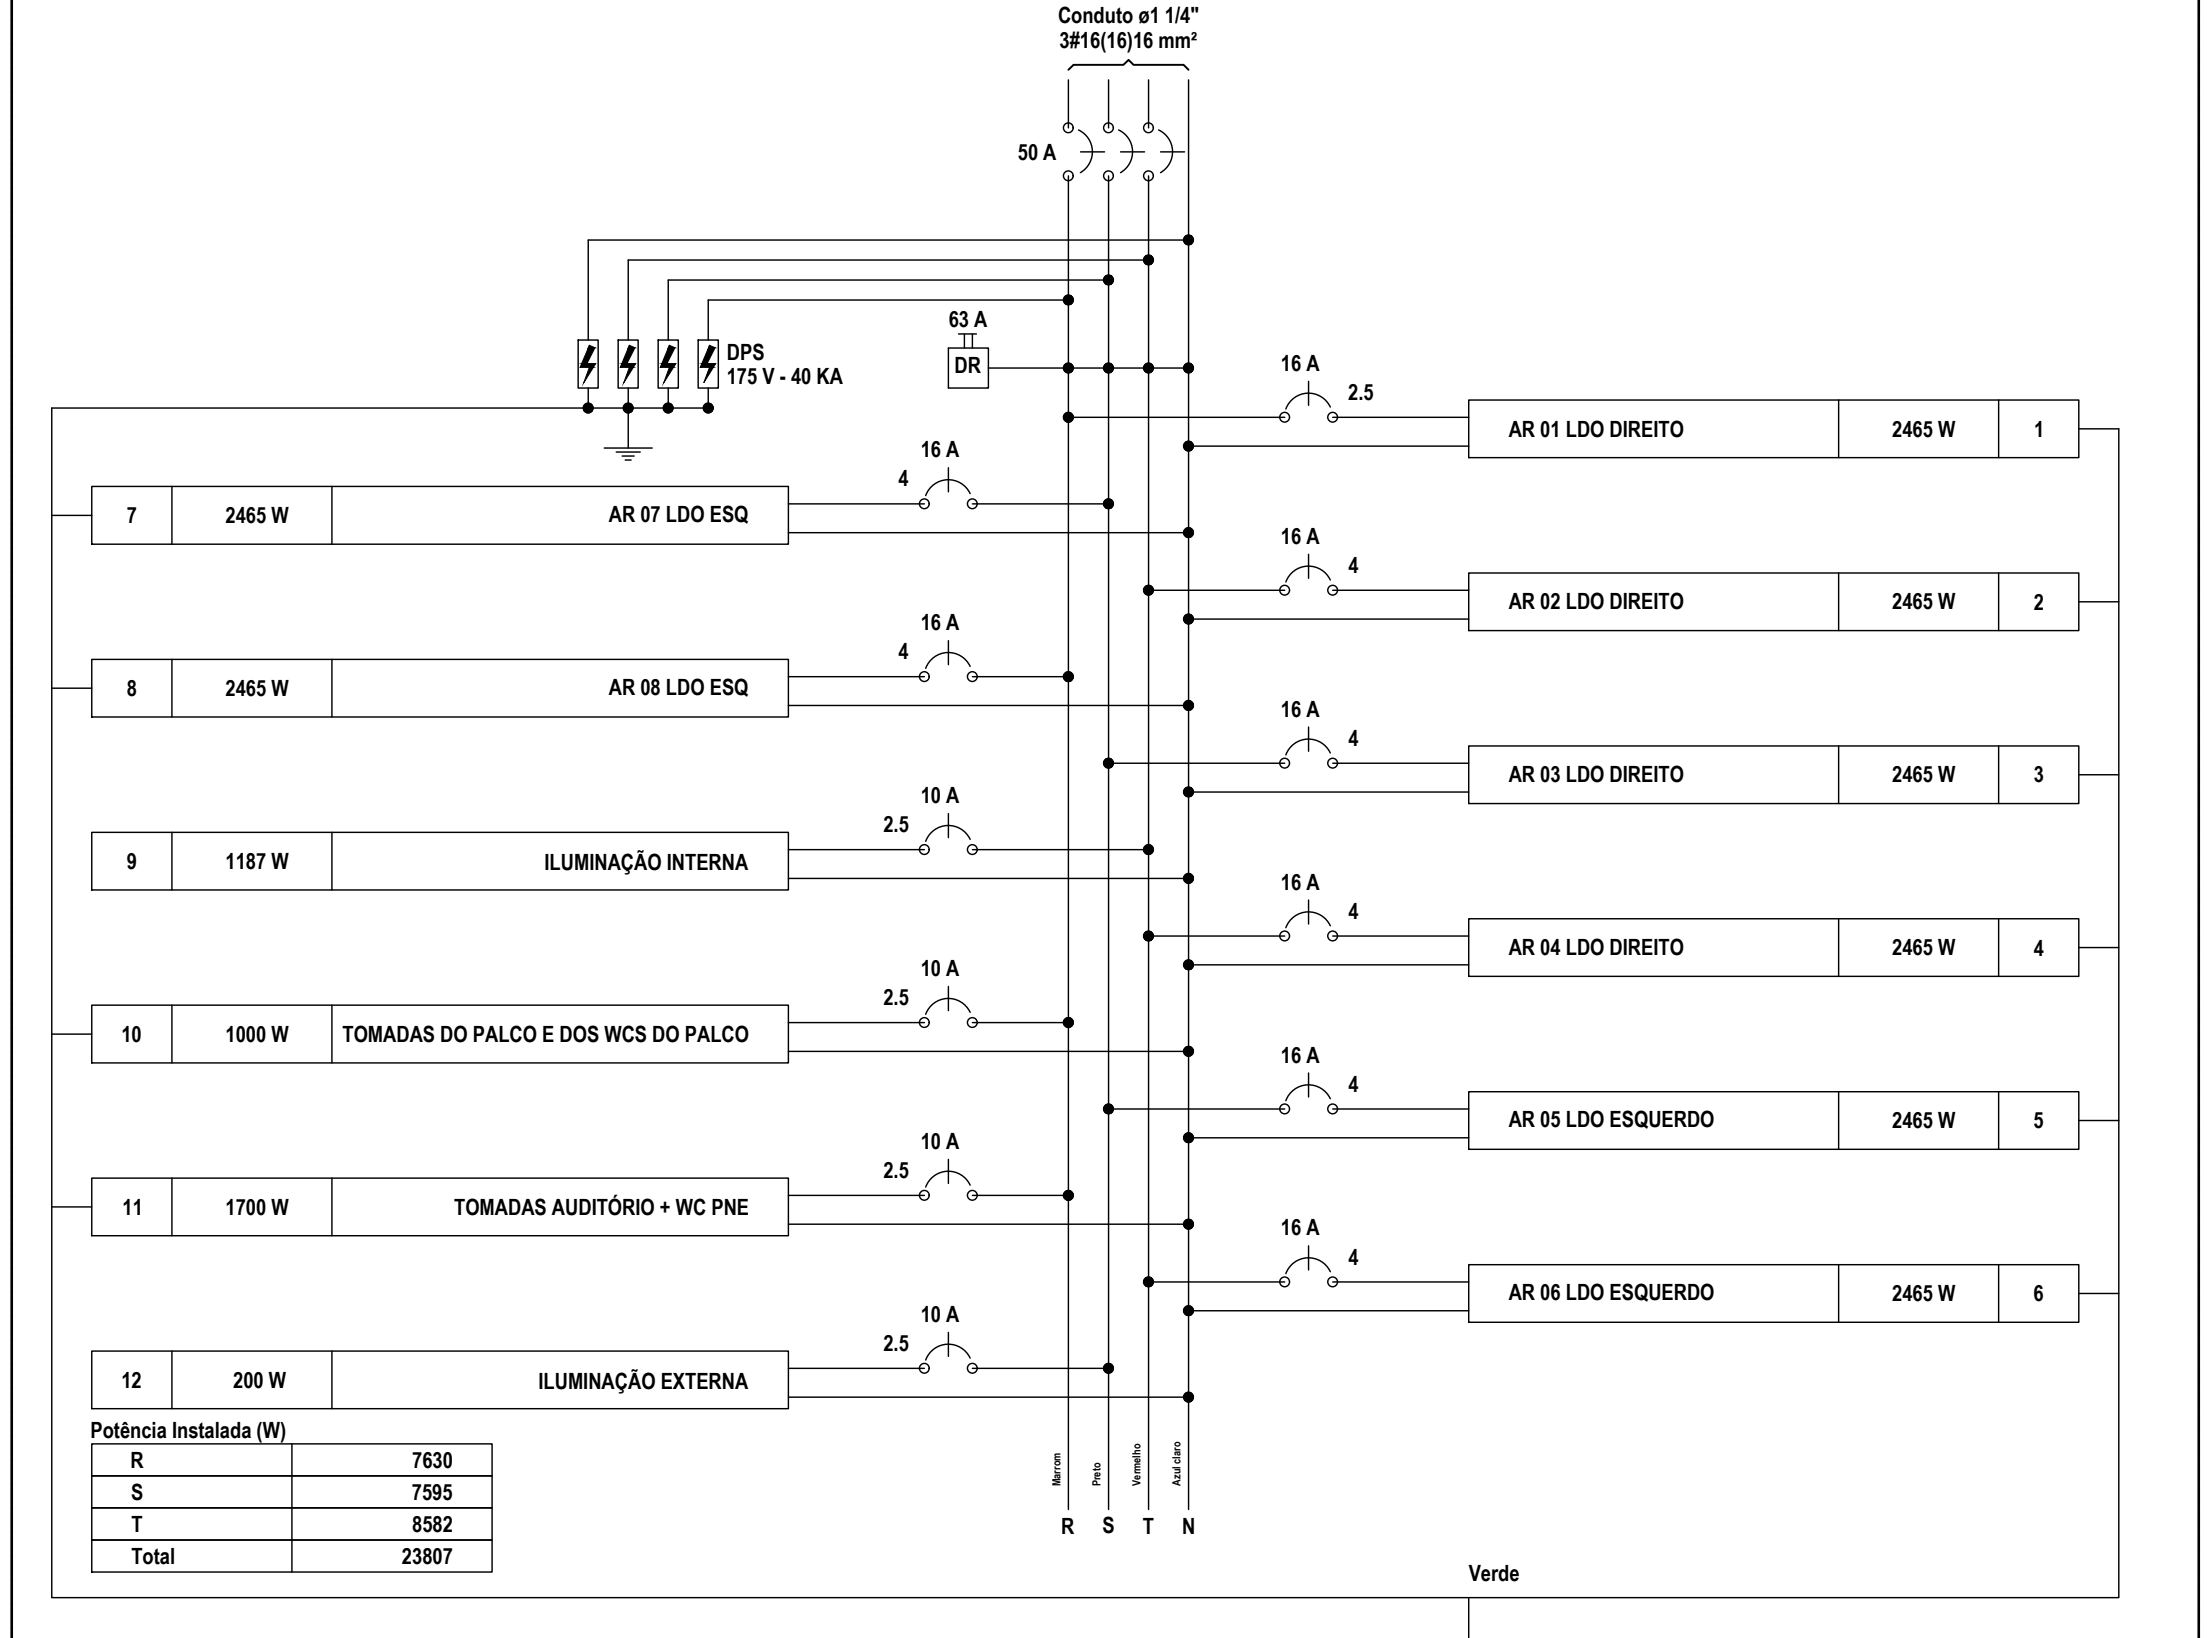 Conduto ø1 1/4"
3#16(16)16 mm²
50 A
63 A
DR
DPS
175 V - 40 KA
16 A
2.5
AR 01 LDO DIREITO 2465 W 1
16 A
4
7 2465 W AR 07 LDO ESQ
16 A
4
AR 02 LDO DIREITO 2465 W 2
16 A
4
8 2465 W AR 08 LDO ESQ
16 A
4
AR 03 LDO DIREITO 2465 W 3
10 A
2.5
9 1187 W ILUMINAÇÃO INTERNA
16 A
4
AR 04 LDO DIREITO 2465 W 4
10 A
2.5
10 1000 W TOMADAS DO PALCO E DOS WCS DO PALCO
16 A
4
AR 05 LDO ESQUERDO 2465 W 5
10 A
2.5
11 1700 W TOMADAS AUDITÓRIO + WC PNE
16 A
4
AR 06 LDO ESQUERDO 2465 W 6
10 A
2.5
12 200 W ILUMINAÇÃO EXTERNA
Potência Instalada (W)
R 7630
S 7595
T 8582
Total 23807
Marrom
Preto
Vermelho
Azul claro
R S T N
Verde